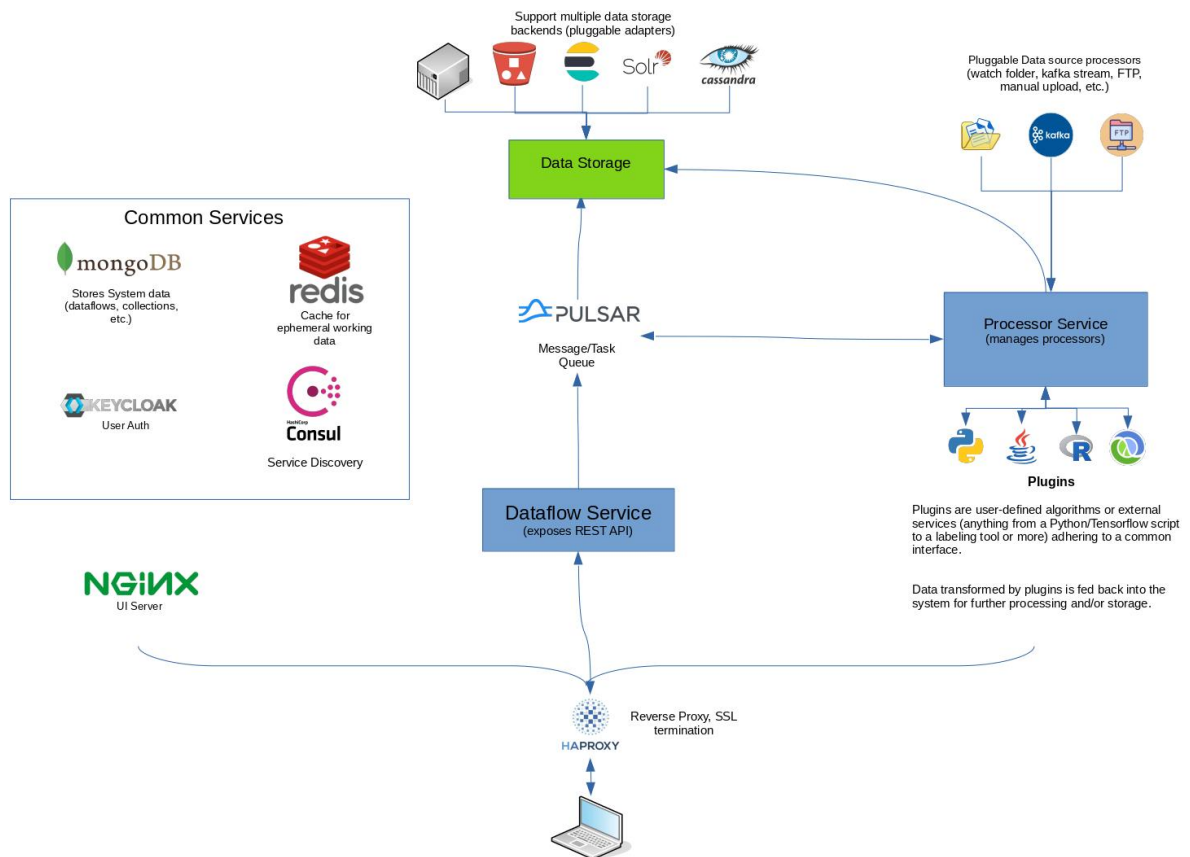 Support multiple data storage
backends (pluggable adapters)
Solr
cassandra
Pluggable Data source processors
(watch folder, kafka stream, FTP,
manual upload, etc.)
kafka
FTP
Data Storage
Common Services
mongoDB
Stores System data
(dataflows, collections,
etc.)
redis
Cache for
ephemeral working
data
KEYCLOAK
User Auth
HashiCorp
Consul
Service Discovery
PULSAR
Message/Task
Queue
Processor Service
(manages processors)
R
Plugins
Plugins are user-defined algorithms or external
services (anything from a Python/Tensorflow script
to a labeling tool or more) adhering to a common
interface.
Data transformed by plugins is fed back into the
system for further processing and/or storage.
Dataflow Service
(exposes REST API)
NGINX
UI Server
Reverse Proxy, SSL
termination
HAPROXY